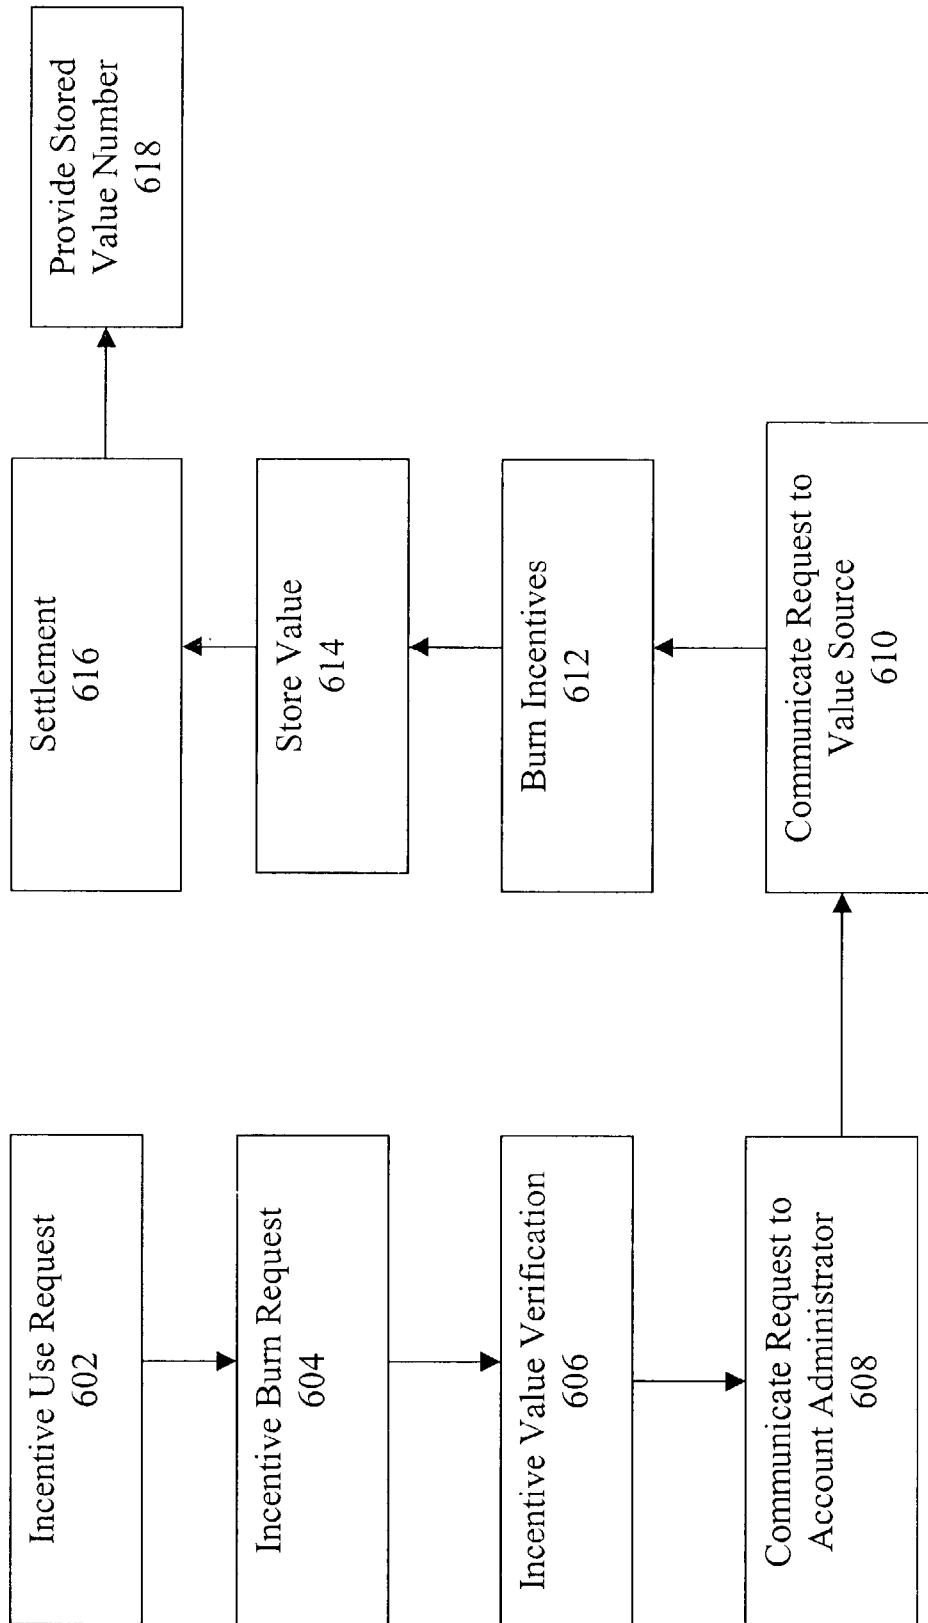 Incentive Use Request
602
Incentive Burn Request
604
Incentive Value Verification
606
Communicate Request to
Account Administrator
608
Communicate Request to
Value Source
610
Burn Incentives
612
Store Value
614
Settlement
616
Provide Stored
Value Number
618